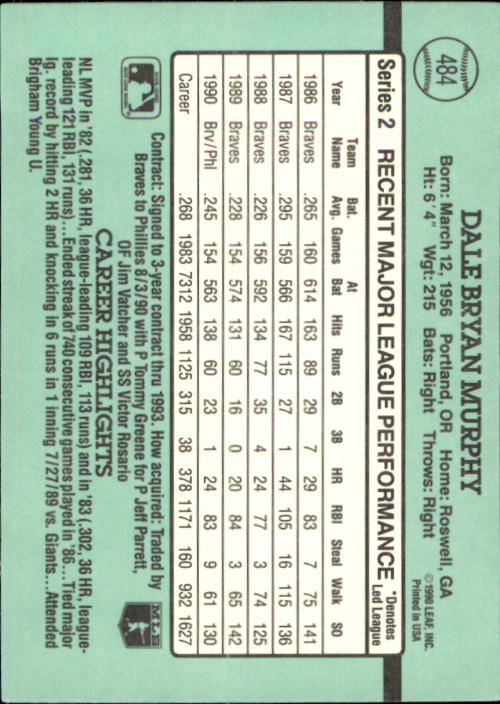 484
DALE BRYAN MURPHY
Born: March 12, 1956 Portland, OR Home: Roswell, GA
Ht: 6' 4" Wgt: 215 Bats: Right Throws: Right
©1990 LEAF, INC.
Printed in USA
Series 2 RECENT MAJOR LEAGUE PERFORMANCE *Denotes Led League
Year Team Name Bat. Avg. Games At Bat Hits Runs 2B 3B HR RBI Steal Walk SO
1986 Braves .265 160 614 163 89 29 7 29 83 7 75 141
1987 Braves .295 159 566 167 115 27 1 44 105 16 115 136
1988 Braves .226 156 592 134 77 35 4 24 77 3 74 125
1989 Braves .228 154 574 131 60 16 0 20 84 3 65 142
1990 Brv/Phl .245 154 563 138 60 23 1 24 83 9 61 130
Career .268 1983 7312 1958 1125 315 38 378 1171 160 932 1627
Contract: Signed to 3-year contract thru 1993. How acquired: Traded by
Braves to Phillies 8/3/90 with P Tommy Greene for P Jeff Parrett,
OF Jim Vatcher and SS Victor Rosario
MLB
CAREER HIGHLIGHTS
NL MVP in '82 (.281, 36 HR, league-leading 109 RBI, 113 runs) and in '83 (.302, 36 HR, league-
leading 121 RBI, 131 runs)...Ended streak of 740 consecutive games played in '86...Tied major
lg. record by hitting 2 HR and knocking in 6 runs in 1 inning 7/27/89 vs. Giants...Attended
Brigham Young U.